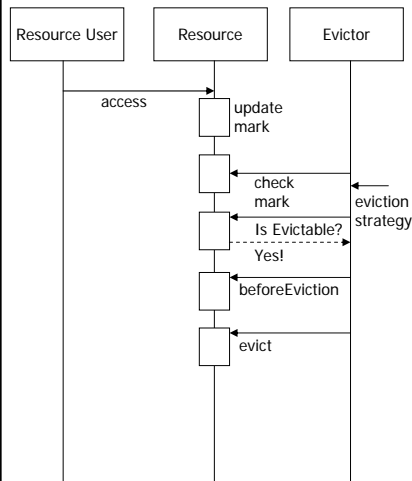 Resource User
Resource
Evictor
access
update
mark
check
mark
eviction
strategy
Is Evictable?
Yes!
beforeEviction
evict